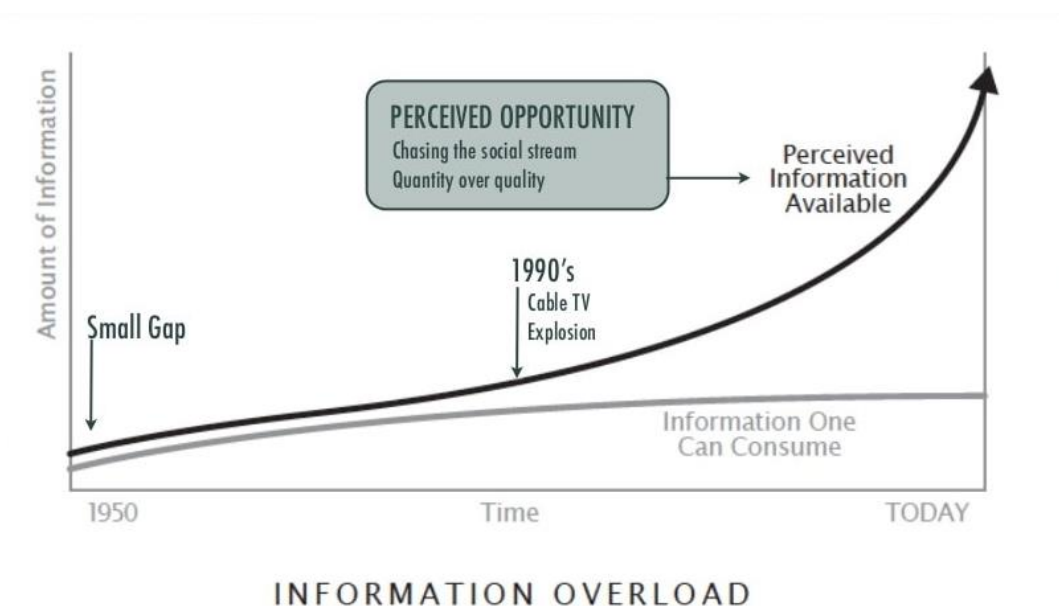 Amount of Information
PERCEIVED OPPORTUNITY
Chasing the social stream
Quantity over quality
Perceived
Information
Available
1990's
Cable TV
Explosion
Small Gap
Information One
Can Consume
1950
Time
TODAY
INFORMATION OVERLOAD